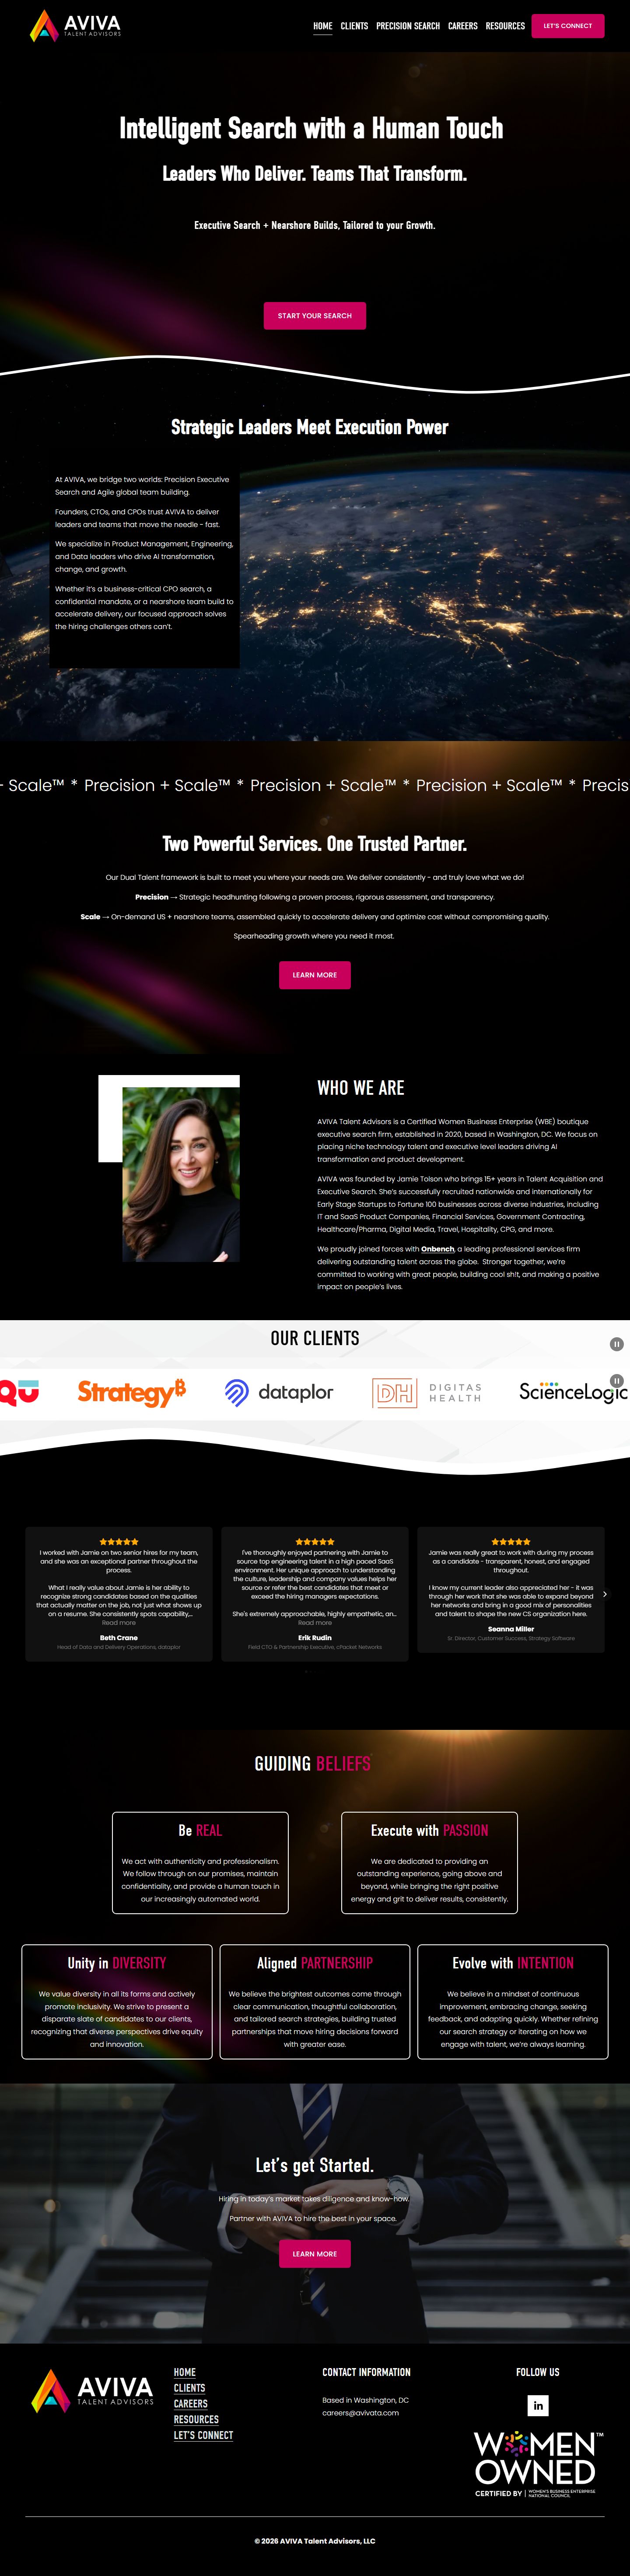 AVIVA
TALENT ADVISORS
HOME
CLIENTS
PRECISION SEARCH
CAREERS
RESOURCES
LET'S CONNECT
Intelligent Search with a Human Touch
Leaders Who Deliver. Teams That Transform.
Executive Search + Nearshore Builds, Tailored to your Growth.
START YOUR SEARCH
Strategic Leaders Meet Execution Power
At AVIVA, we bridge two worlds: Precision Executive
Search and Agile global team building.
Founders, CTOs, and CPOs trust AVIVA to deliver
leaders and teams that move the needle - fast.
We specialize in Product Management, Engineering,
and Data leaders who drive AI transformation,
change, and growth.
Whether it's a business-critical CPO search, a
confidential mandate, or a nearshore team build to
accelerate delivery, our focused approach solves
the hiring challenges others can't.
+ Scale™ * Precision + Scale™ * Precision + Scale™ * Precision + Scale™ * Precis
Two Powerful Services. One Trusted Partner.
Our Dual Talent framework is built to meet you where your needs are. We deliver consistently - and truly love what we do!
Precision → Strategic headhunting following a proven process, rigorous assessment, and transparency.
Scale → On-demand US + nearshore teams, assembled quickly to accelerate delivery and optimize cost without compromising quality.
Spearheading growth where you need it most.
LEARN MORE
WHO WE ARE
AVIVA Talent Advisors is a Certified Women Business Enterprise (WBE) boutique
executive search firm, established in 2020, based in Washington, DC. We focus on
placing niche technology talent and executive level leaders driving AI
transformation and product development.
AVIVA was founded by Jamie Tolson who brings 15+ years in Talent Acquisition and
Executive Search. She's successfully recruited nationwide and internationally for
Early Stage Startups to Fortune 100 businesses across diverse industries, including
IT and SaaS Product Companies, Financial Services, Government Contracting,
Healthcare/Pharma, Digital Media, Travel, Hospitality, CPG, and more.
We proudly joined forces with Onbench, a leading professional services firm
delivering outstanding talent across the globe. Stronger together, we're
committed to working with great people, building cool sh!t, and making a positive
impact on people's lives.
OUR CLIENTS
QU
Strategy₿
dataplor
DH
DIGITAS
HEALTH
ScienceLogic
I worked with Jamie on two senior hires for my team,
and she was an exceptional partner throughout the
process.
What I really value about Jamie is her ability to
recognize strong candidates based on the qualities
that actually matter on the job, not just what shows up
on a resume. She consistently spots capability,...
Read more
Beth Crane
Head of Data and Delivery Operations, dataplor
I've thoroughly enjoyed partnering with Jamie to
source top engineering talent in a high paced SaaS
environment. Her unique approach to understanding
the culture, leadership and company values helps her
source or refer the best candidates that meet or
exceed the hiring managers expectations.
She's extremely approachable, highly empathetic, an...
Read more
Erik Rudin
Field CTO & Partnership Executive, cPacket Networks
Jamie was really great to work with during my process
as a candidate - transparent, honest, and engaged
throughout.
I know my current leader also appreciated her - it was
through her work that she was able to expand beyond
her networks and bring in a good mix of personalities
and talent to shape the new CS organization here.
Seanna Miller
Sr. Director, Customer Success, Strategy Software
GUIDING BELIEFS
Be REAL
We act with authenticity and professionalism.
We follow through on our promises, maintain
confidentiality, and provide a human touch in
our increasingly automated world.
Execute with PASSION
We are dedicated to providing an
outstanding experience, going above and
beyond, while bringing the right positive
energy and grit to deliver results, consistently.
Unity in DIVERSITY
We value diversity in all its forms and actively
promote inclusivity. We strive to present a
disparate slate of candidates to our clients,
recognizing that diverse perspectives drive equity
and innovation.
Aligned PARTNERSHIP
We believe the brightest outcomes come through
clear communication, thoughtful collaboration,
and tailored search strategies, building trusted
partnerships that move hiring decisions forward
with greater ease.
Evolve with INTENTION
We believe in a mindset of continuous
improvement, embracing change, seeking
feedback, and adapting quickly. Whether refining
our search strategy or iterating on how we
engage with talent, we're always learning.
Let's get Started.
Hiring in today's market takes diligence and know-how.
Partner with AVIVA to hire the best in your space.
LEARN MORE
AVIVA
TALENT ADVISORS
HOME
CLIENTS
CAREERS
RESOURCES
LET'S CONNECT
CONTACT INFORMATION
Based in Washington, DC
careers@avivata.com
FOLLOW US
in
WOMEN™
OWNED
CERTIFIED BY
WOMEN'S BUSINESS ENTERPRISE
NATIONAL COUNCIL
© 2026 AVIVA Talent Advisors, LLC